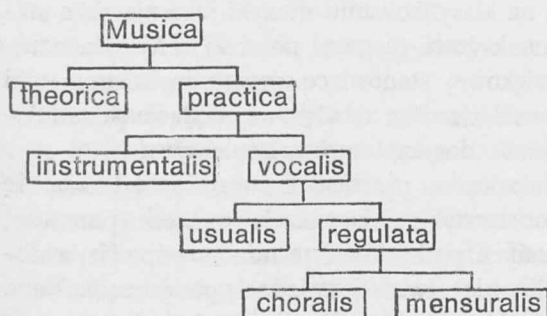 Musica
theorica practica
instrumentalis vocalis
usualis regulata
choralis mensuralis